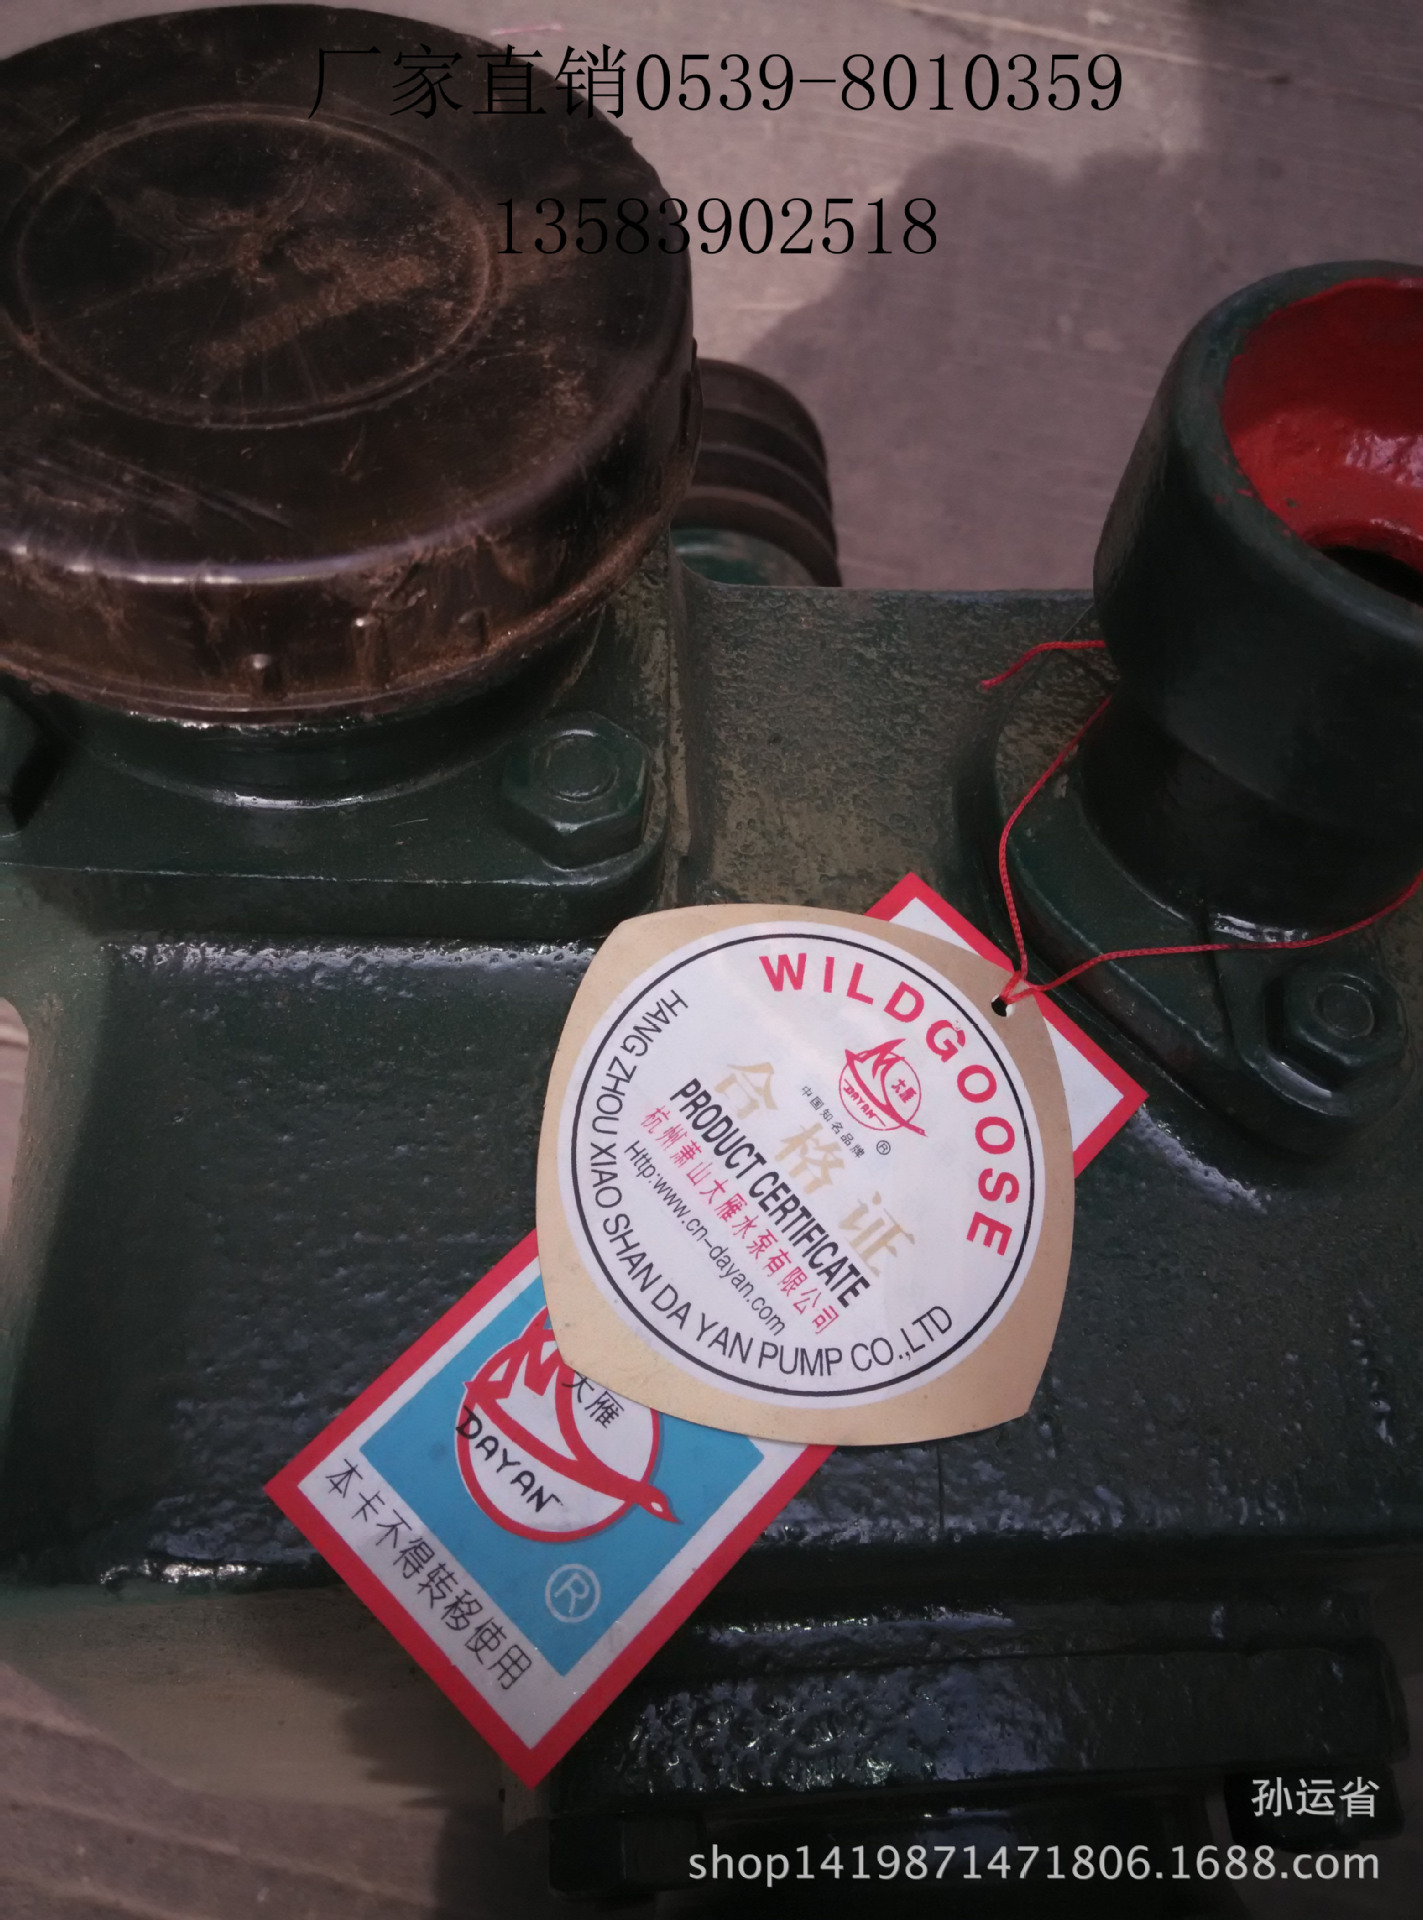 厂家直销0539-8010359
13583902518
WILDGOOSE
大雁
DAYAN
®
中国知名品牌
合格证
PRODUCT CERTIFICATE
杭州萧山大雁水泵有限公司
Http:www.cn-dayan.com
HANG ZHOU XIAO SHAN DA YAN PUMP CO.,LTD
大雁
DAYAN
®
本卡不得转移使用
孙运省
shop1419871471806.1688.com